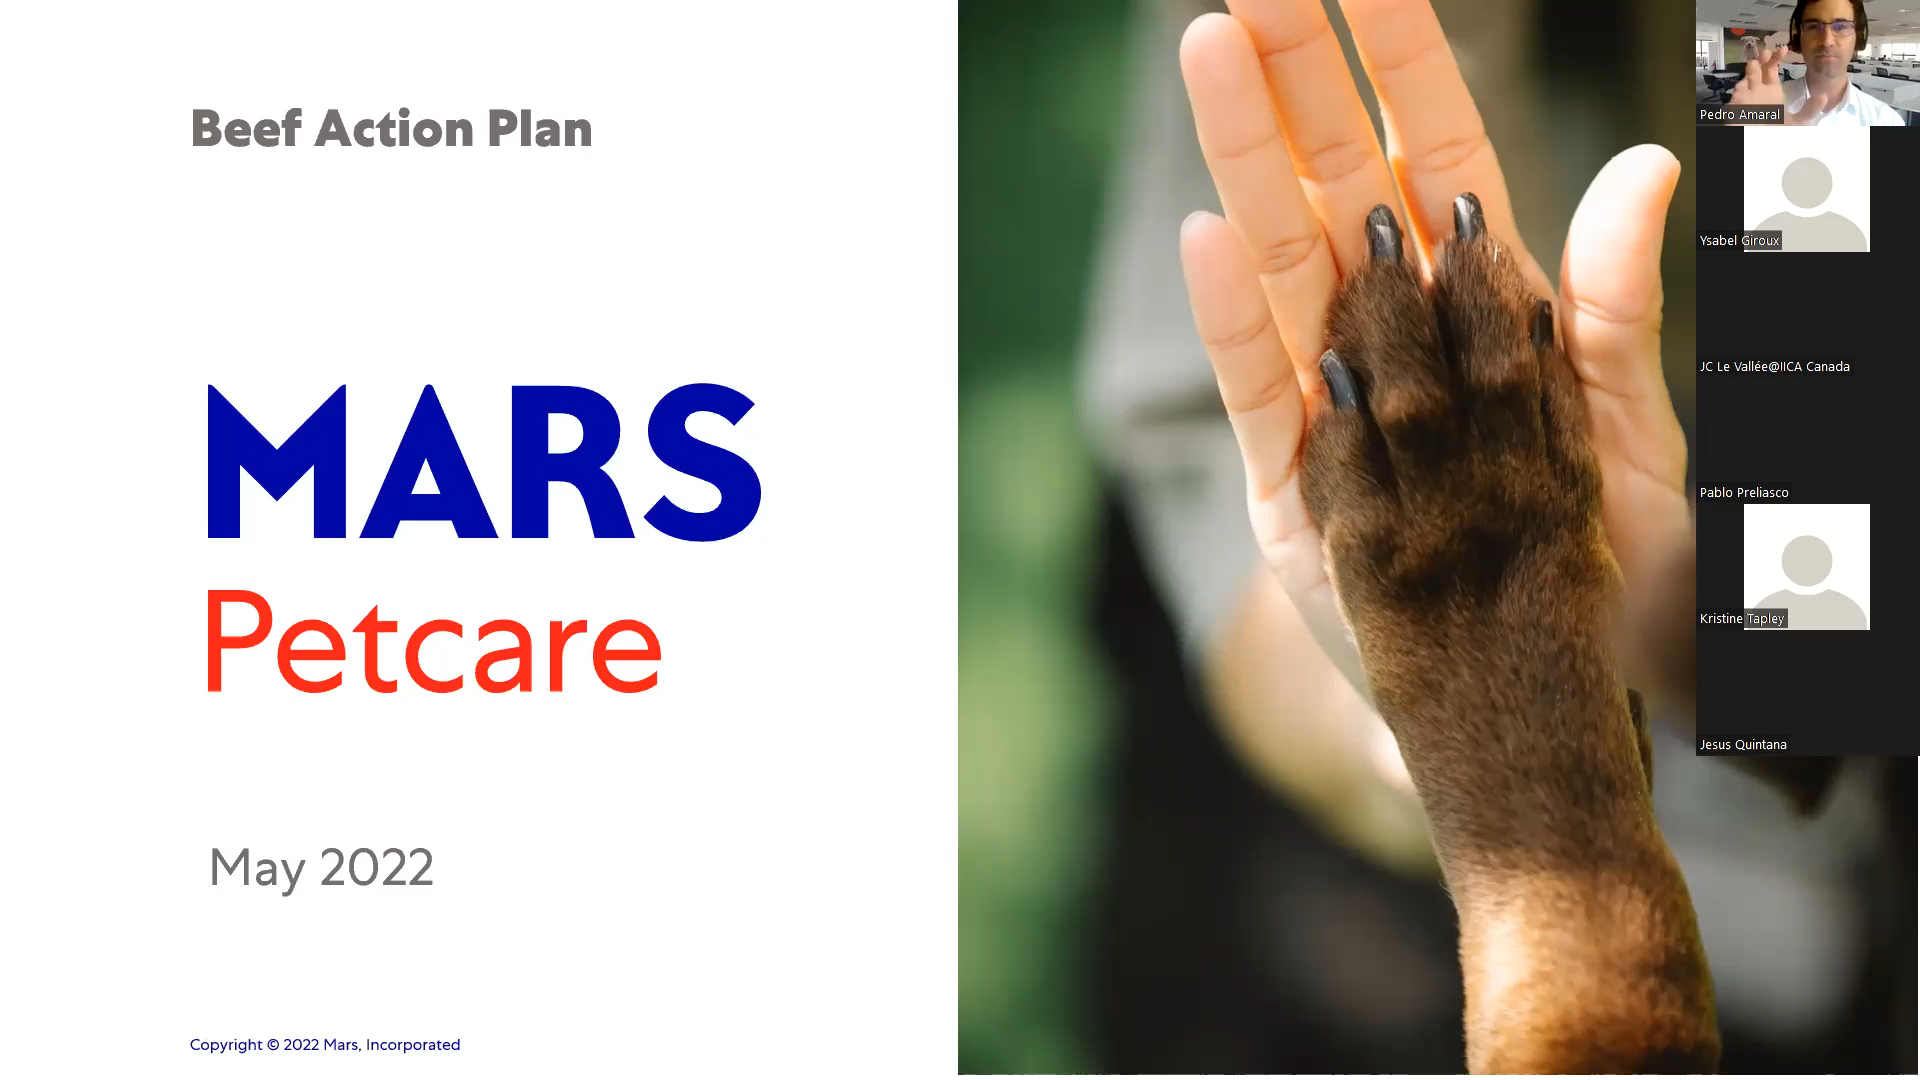 Beef Action Plan
MARS
Petcare
May 2022
Copyright © 2022 Mars, Incorporated
Pedro Amaral
Ysabel Giroux
JC Le Vallée@IICA Canada
Pablo Preliasco
Kristine Tapley
Jesus Quintana